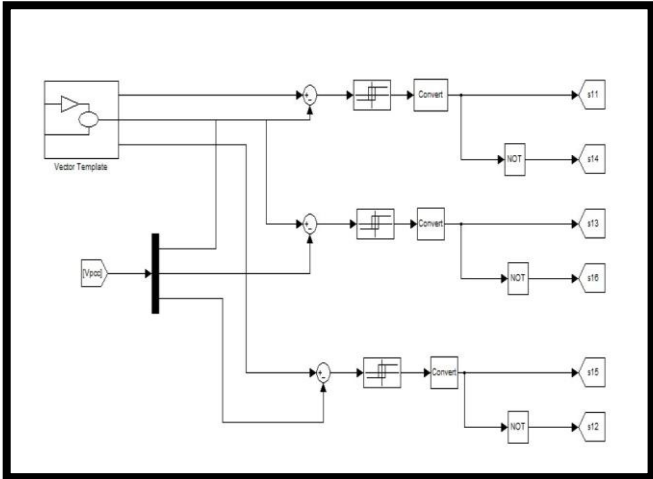 Convert
s11
NOT
s14
Vector Template
Convert
s13
[Vpcc]
NOT
s16
Convert
s15
NOT
s12